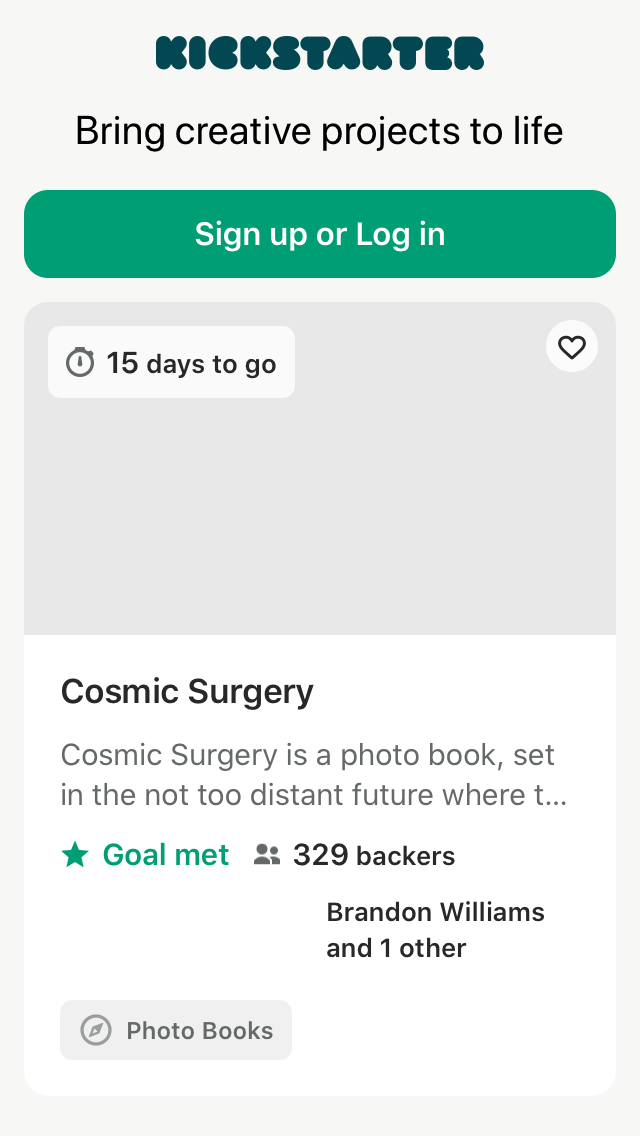 KICKSTARTER
Bring creative projects to life
Sign up or Log in
15 days to go
Cosmic Surgery
Cosmic Surgery is a photo book, set
in the not too distant future where t...
Goal met 329 backers
Brandon Williams
and 1 other
Photo Books